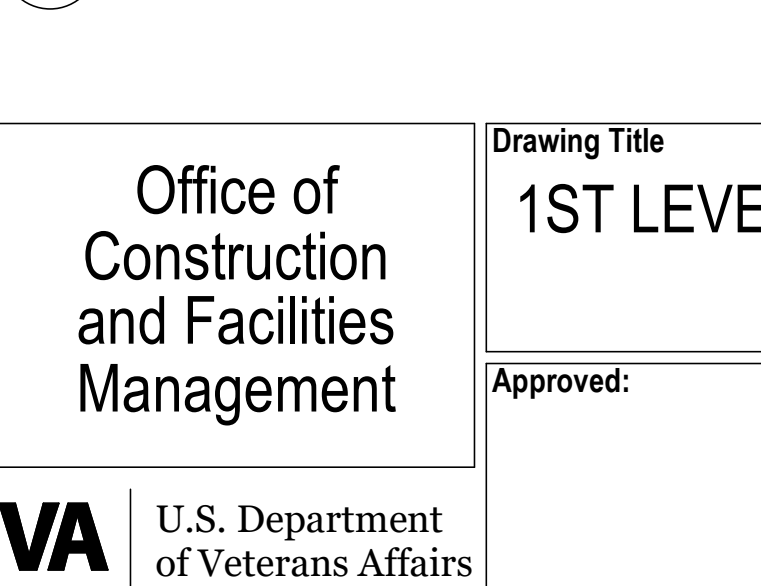 Office of
Construction
and Facilities
Management
Drawing Title
1ST LEVE
Approved:
VA
U.S. Department
of Veterans Affairs